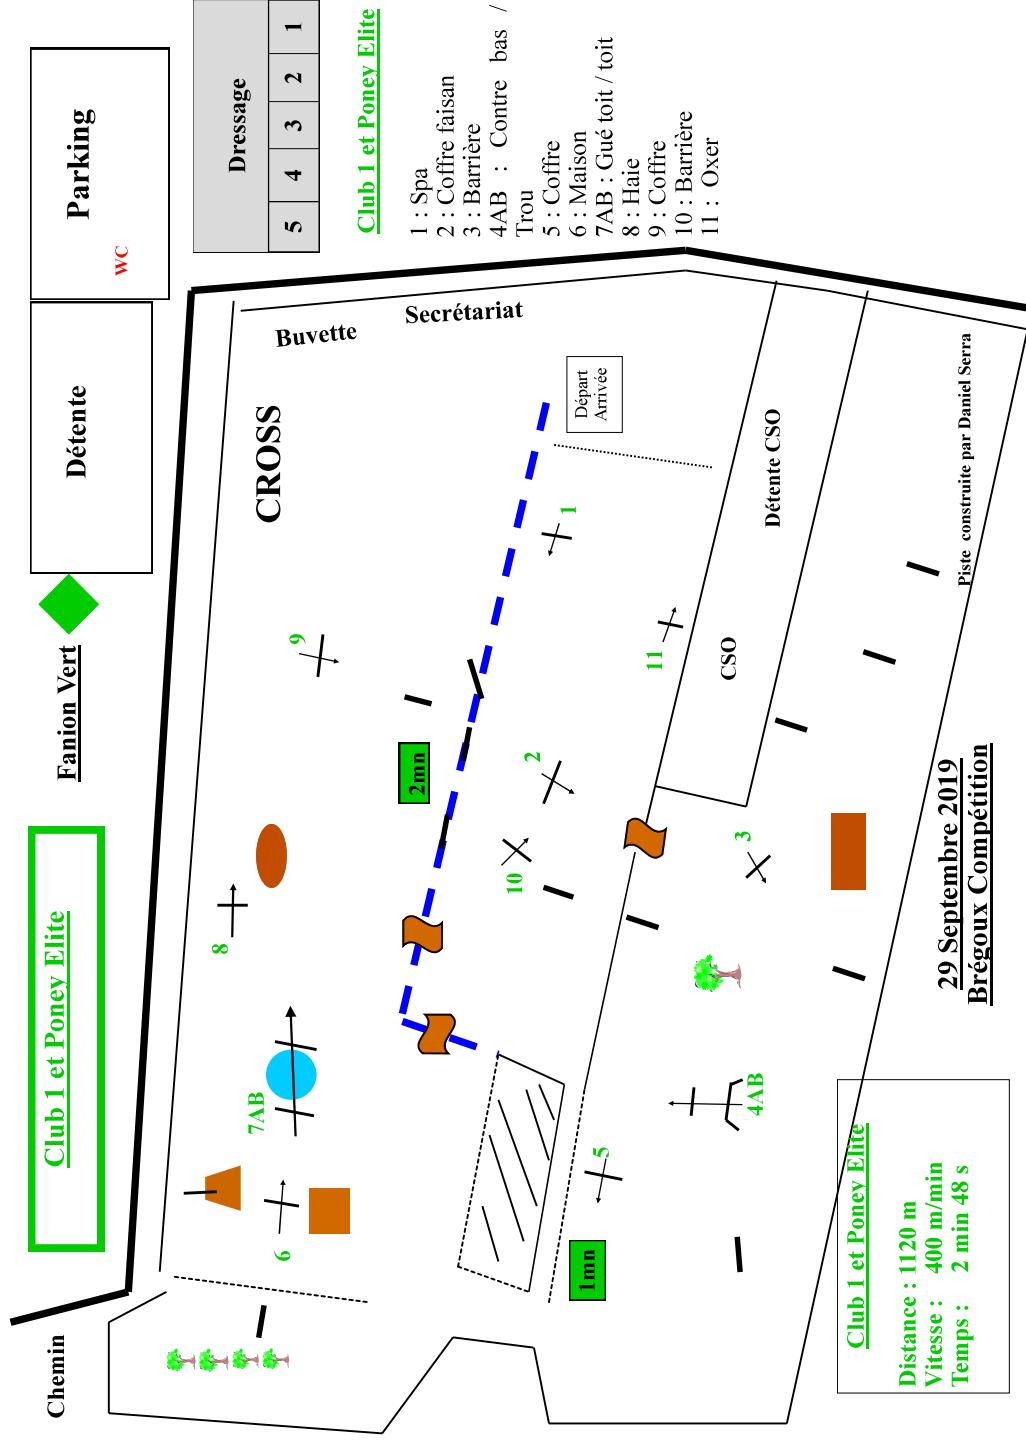 Club 1 et Poney Elite
Fanion Vert
Détente
Parking
WC
Dressage
5 4 3 2 1
Chemin
CROSS
Buvette
Secrétariat
Départ
Arrivée
Club 1 et Poney Elite
1 : Spa
2 : Coffre faisan
3 : Barrière
4AB : Contre bas /
Trou
5 : Coffre
6 : Maison
7AB : Gué toit / toit
8 : Haie
9 : Coffre
10 : Barrière
11 : Oxer
6
7AB
8
9
2mn
10
2
1
1mn
5
11
CSO
Détente CSO
4AB
3
Club 1 et Poney Elite
Distance : 1120 m
Vitesse : 400 m/min
Temps : 2 min 48 s
29 Septembre 2019
Brégoux Compétition
Piste construite par Daniel Serra